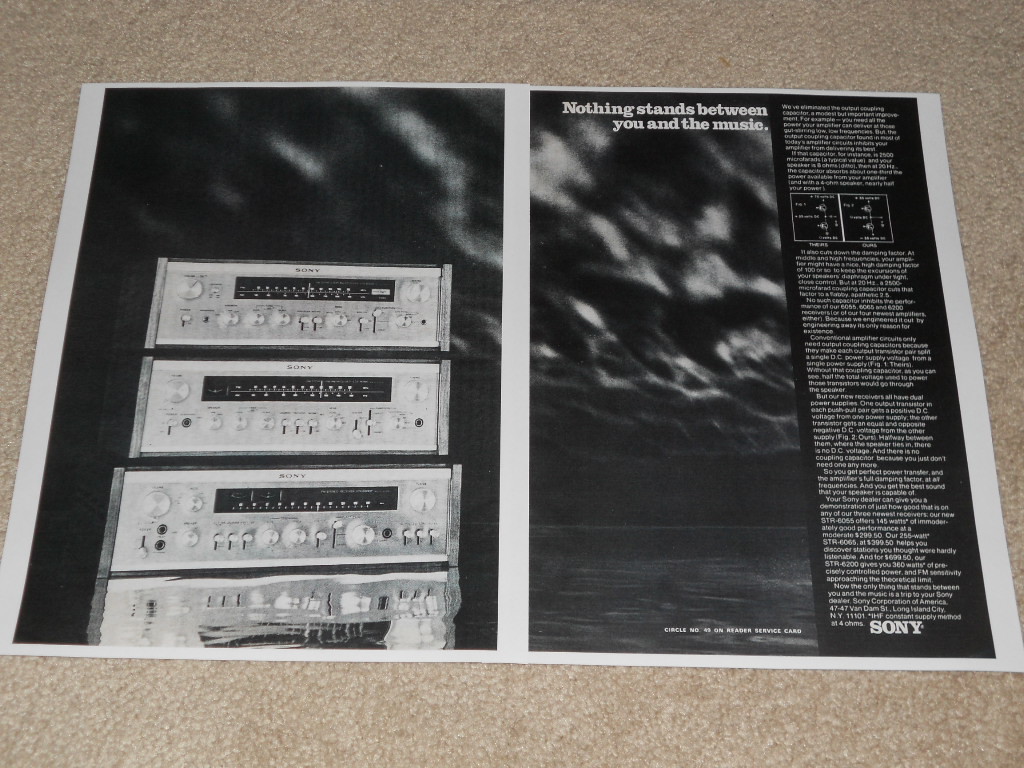 SONY
SONY
SONY
Nothing stands between
you and the music.
We've eliminated the output coupling
capacitor, a modest but important improve-
ment. For example — you need all the
power your amplifier can deliver at those
gut-stirring low, low frequencies. But, the
output coupling capacitor found in most of
today's amplifier circuits inhibits your
amplifier from delivering its best.
If that capacitor, for instance, is 2500
microfarads (a typical value) and your
speaker is 8 ohms (ditto), then at 20 Hz.,
the capacitor absorbs about one-third the
power available from your amplifier
(and with a 4-ohm speaker, nearly half
your power).
Fig. 1
Fig. 2
THEIRS
OURS
It also cuts down the damping factor. At
middle and high frequencies, your ampli-
fier might have a nice, high damping factor
of 100 or so to keep the excursions of
your speakers' diaphragm under tight,
close control. But at 20 Hz., a 2500-
microfarad coupling capacitor cuts that
factor to a flabby, apathetic 2.5.
No such capacitor inhibits the perfor-
mance of our 6055, 6065 and 6200
receivers (or of our four newest amplifiers,
either). Because we engineered it out by
engineering away its only reason for
existence.
Conventional amplifier circuits only
need output coupling capacitors because
they make each output transistor pair split
a single D.C. power supply voltage from a
single power supply (Fig. 1: Theirs).
Without that coupling capacitor, as you can
see, half the total voltage used to power
those transistors would go through
the speaker.
But our new receivers all have dual
power supplies. One output transistor in
each push-pull pair gets a positive D.C.
voltage from one power supply; the other
transistor gets an equal and opposite
negative D.C. voltage from the other
supply (Fig. 2: Ours). Halfway between
them, where the speaker ties in, there
is no D.C. voltage. And there is no
coupling capacitor because you just don't
need one any more.
So you get perfect power transfer, and
the amplifier's full damping factor, at all
frequencies. And you get the best sound
that your speaker is capable of.
Your Sony dealer can give you a
demonstration of just how good that is on
any of our three newest receivers: our new
STR-6055 offers 145 watts* of immoder-
ately good performance at a
moderate $299.50. Our 255-watt*
STR-6065, at $399.50 helps you
discover stations you thought were hardly
listenable. And for $699.50, our
STR-6200 gives you 360 watts* of pre-
cisely controlled power, and FM sensitivity
approaching the theoretical limit.
Now the only thing that stands between
you and the music is a trip to your Sony
dealer. Sony Corporation of America,
47-47 Van Dam St., Long Island City,
N.Y. 11101. *IHF constant supply method
at 4 ohms. SONY
CIRCLE NO. 45 ON READER SERVICE CARD